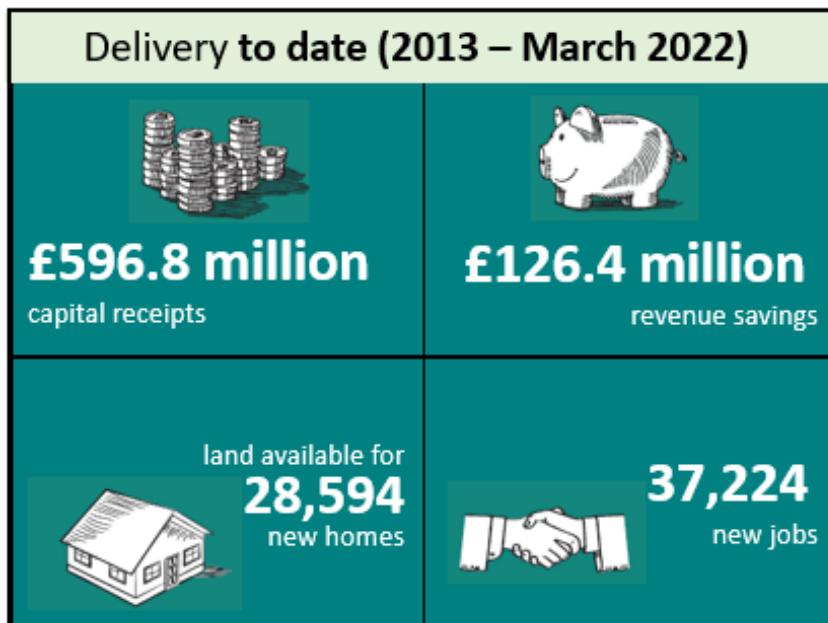 Delivery to date (2013 – March 2022)
£596.8 million
capital receipts
£126.4 million
revenue savings
land available for
28,594
new homes
37,224
new jobs